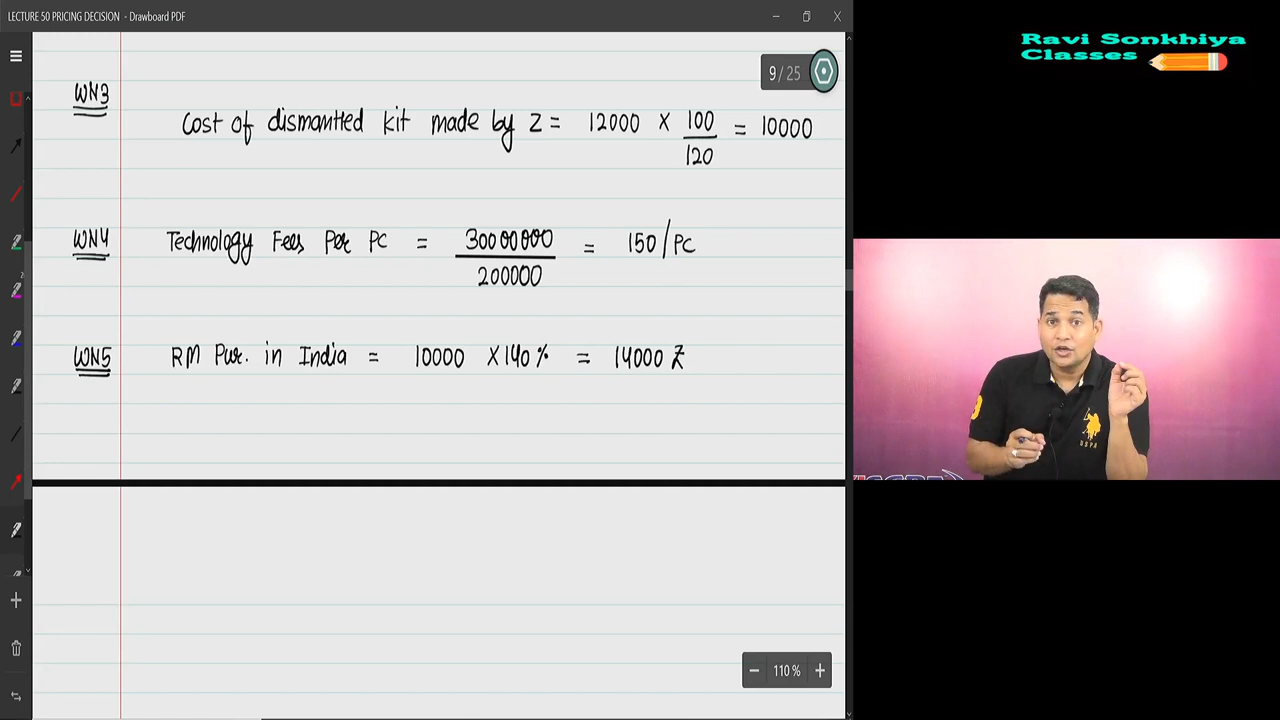 LECTURE 50 PRICING DECISION - Drawboard PDF
Ravi Sonkhiya
Classes
9 / 25
WN3
Cost of dismantled kit made by Z = 12000 X 100/120 = 10000
WN4
Technology Fees Per PC = 30000000/200000 = 150/PC
WN5
RM Pur. in India = 10000 X 140% = 14000 ₹
USPA
110 %